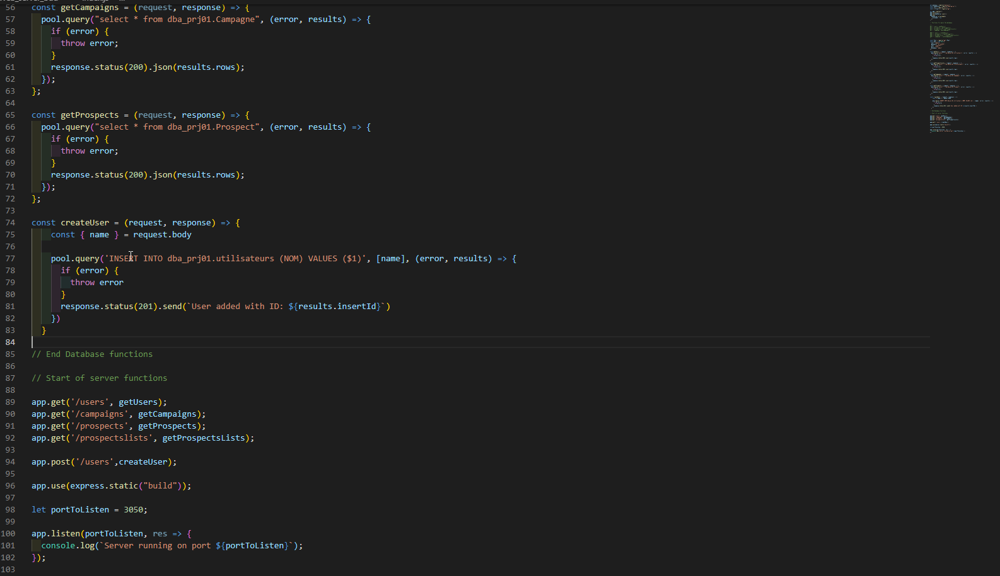 56 const getCampaigns = (request, response) => {
57 pool.query("select * from dba_prj01.Campagne", (error, results) => {
58 if (error) {
59 throw error;
60 }
61 response.status(200).json(results.rows);
62 });
63 };
64
65 const getProspects = (request, response) => {
66 pool.query("select * from dba_prj01.Prospect", (error, results) => {
67 if (error) {
68 throw error;
69 }
70 response.status(200).json(results.rows);
71 });
72 };
73
74 const createUser = (request, response) => {
75 const { name } = request.body
76
77 pool.query('INSERT INTO dba_prj01.utilisateurs (NOM) VALUES ($1)', [name], (error, results) => {
78 if (error) {
79 throw error
80 }
81 response.status(201).send(`User added with ID: ${results.insertId}`)
82 })
83 }
84
85 // End Database functions
86
87 // Start of server functions
88
89 app.get('/users', getUsers);
90 app.get('/campaigns', getCampaigns);
91 app.get('/prospects', getProspects);
92 app.get('/prospectslists', getProspectsLists);
93
94 app.post('/users',createUser);
95
96 app.use(express.static("build"));
97
98 let portToListen = 3050;
99
100 app.listen(portToListen, res => {
101 console.log(`Server running on port ${portToListen}`);
102 });
103